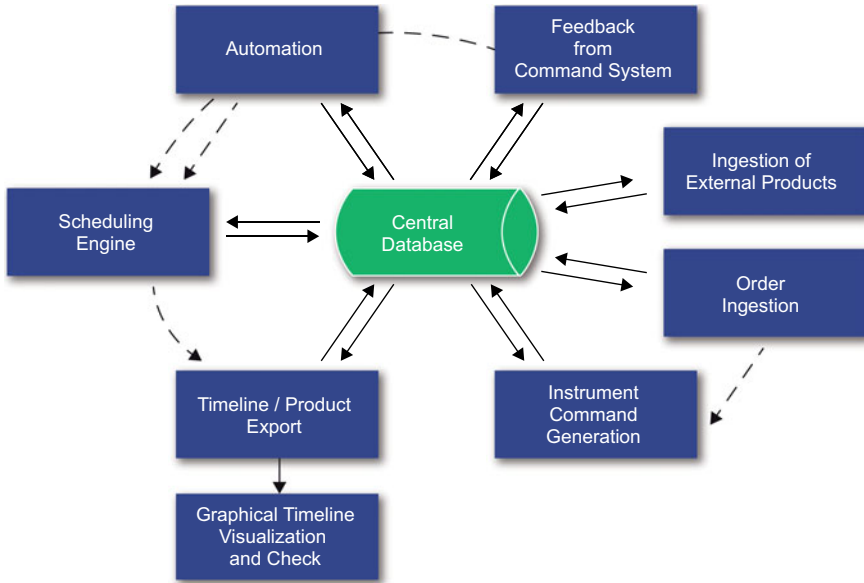 Automation
Feedback
from
Command System
Ingestion of
External Products
Scheduling
Engine
Central
Database
Order
Ingestion
Timeline / Product
Export
Instrument
Command
Generation
Graphical Timeline
Visualization
and Check